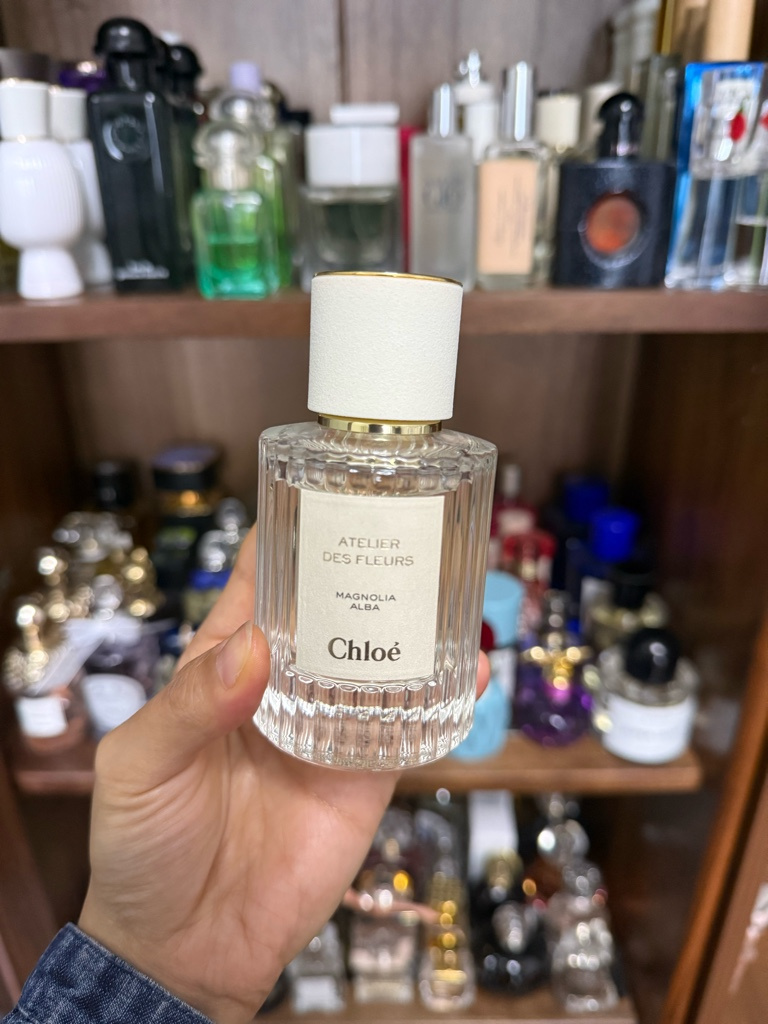 ATELIER
DES FLEURS
MAGNOLIA
ALBA
Chloé